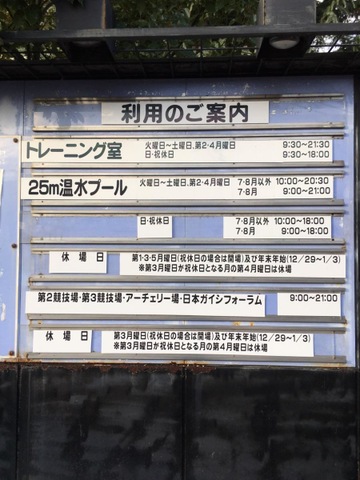 利用のご案内
トレーニング室 火曜日～土曜日、第2・4月曜日 9:30～21:30
日・祝休日 9:30～18:00
25m温水プール 火曜日～土曜日、第2・4月曜日 7・8月以外 10:00～20:30
7・8月 9:00～21:00
日・祝休日 7・8月以外 10:00～18:00
7・8月 9:00～18:00
休場日 第1・3・5月曜日(祝休日の場合は開場)及び年末年始(12/29～1/3)
※第3月曜日が祝休日となる月の第4月曜日は休場
第2競技場・第3競技場・アーチェリー場・日本ガイシフォーラム 9:00～21:00
休場日 第3月曜日(祝休日の場合は開場)及び年末年始(12/29～1/3)
※第3月曜日が祝休日となる月の第4月曜日は休場